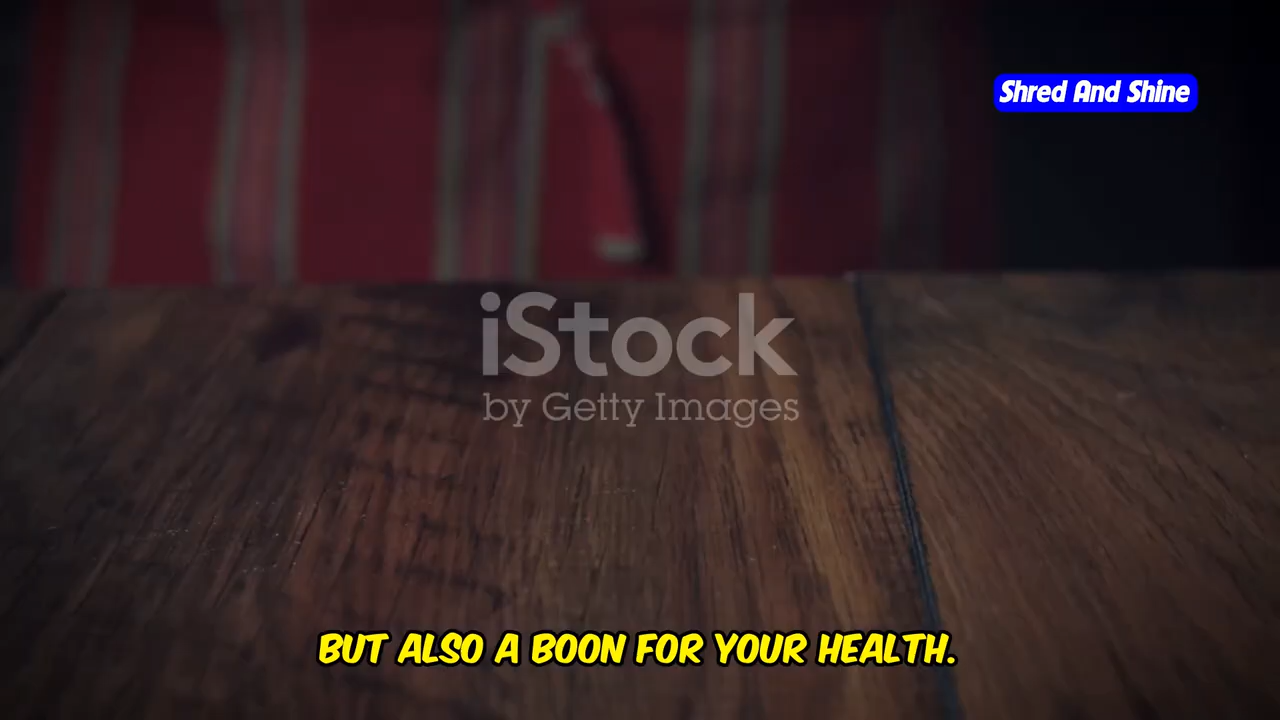 Shred And Shine
iStock
by Getty Images
BUT ALSO A BOON FOR YOUR HEALTH.